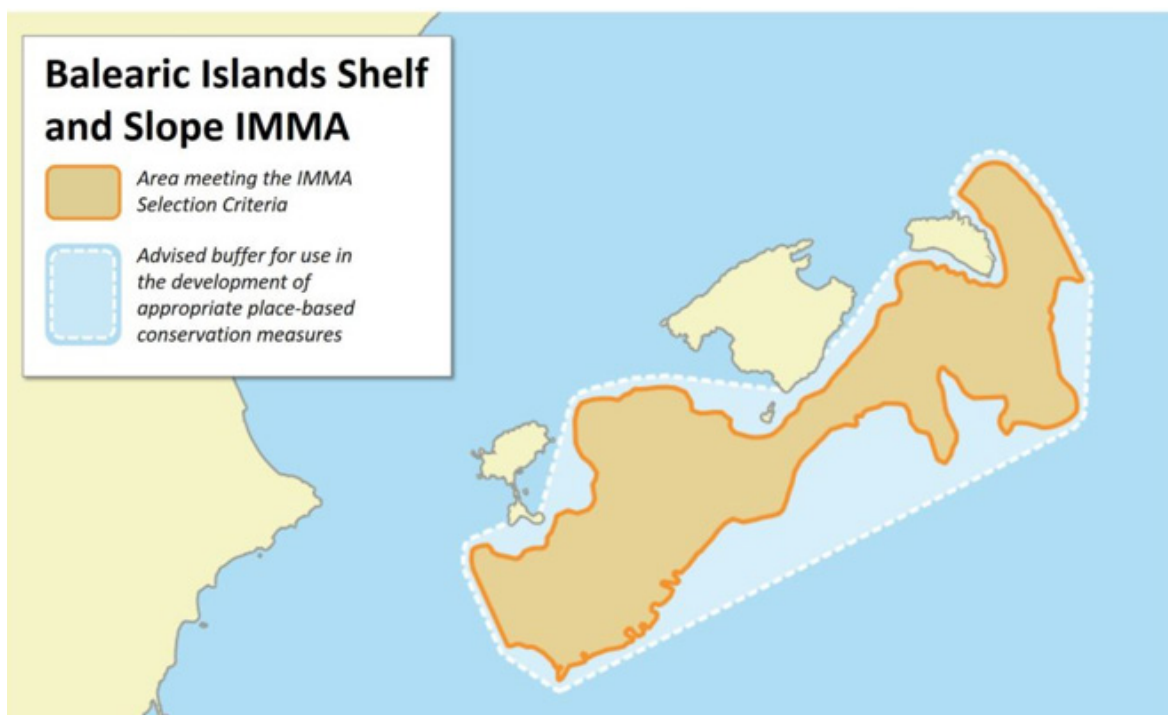 Balearic Islands Shelf
and Slope IMMA
Area meeting the IMMA
Selection Criteria
Advised buffer for use in
the development of
appropriate place-based
conservation measures